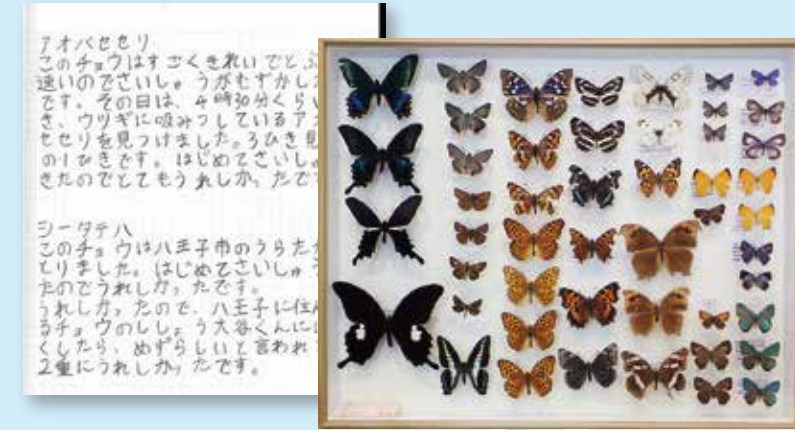 アオバセセリ
このチョウはすごくきれいでとぶ
速いのでさいしゅうがむずかし
です。その日は、4時30分くらい
き、ウツギに吸みつしているア
セセリを見つけました。3びき見
の1ぴきです。はじめてさいしゅ
きたのでとてもうれしかったで
シータテハ
このチョウは八王子市のうらたか
とりました。はじめてさいしゅう
たのでうれしかったです。
うれしかったので、八王子に住ん
るチョウのししょう大谷くんに
くしたら、めずらしいと言われ
2重にうれしかったです。